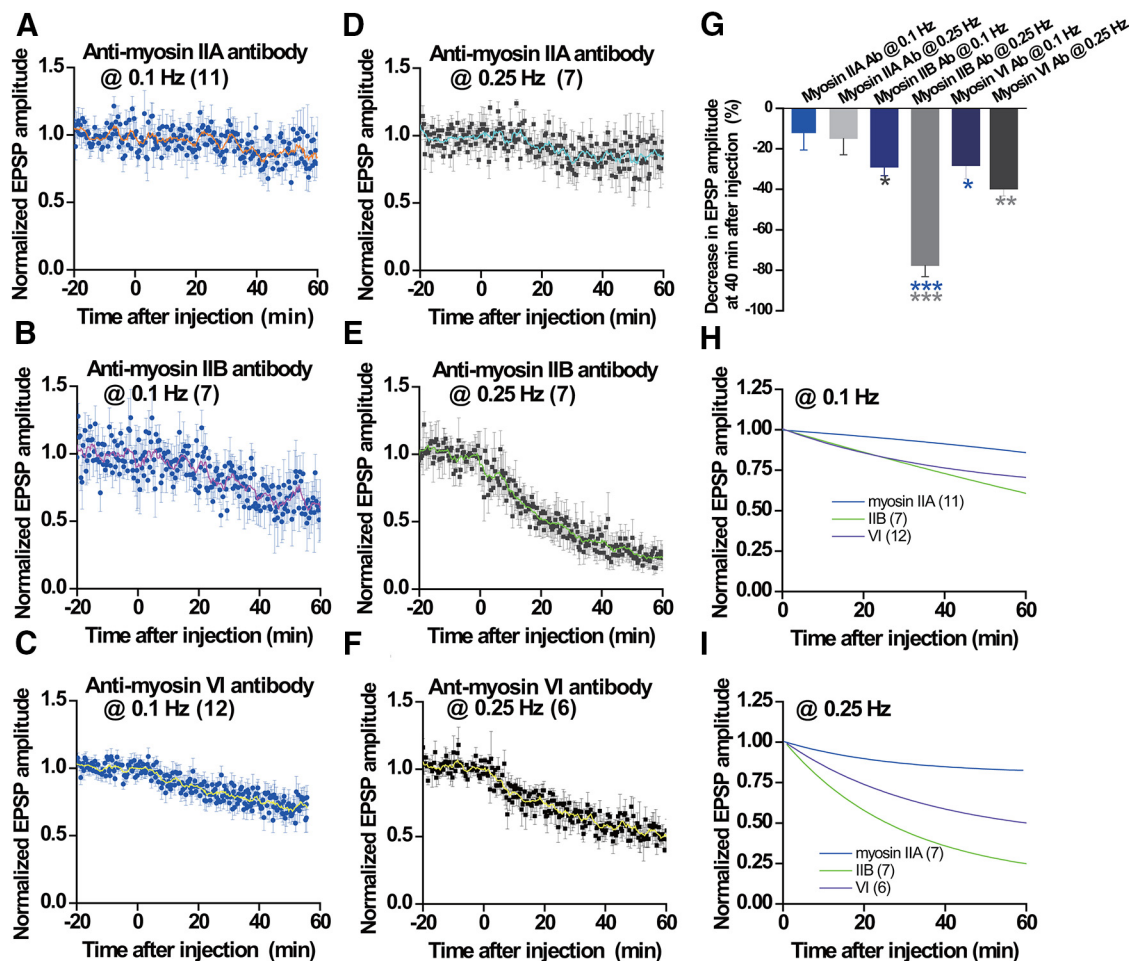 A
Anti-myosin IIA antibody
@ 0.1 Hz (11)
Normalized EPSP amplitude
1.5
1.0
0.5
0.0
-20 0 20 40 60
Time after injection (min)
B
Anti-myosin IIB antibody
@ 0.1 Hz (7)
Normalized EPSP amplitude
1.5
1.0
0.5
0.0
-20 0 20 40 60
Time after injection (min)
C
Anti-myosin VI antibody
@ 0.1 Hz (12)
Normalized EPSP amplitude
1.5
1.0
0.5
0.0
-20 0 20 40 60
Time after injection (min)
D
Anti-myosin IIA antibody
@ 0.25 Hz (7)
Normalized EPSP amplitude
1.5
1.0
0.5
0.0
-20 0 20 40 60
Time after injection (min)
E
Anti-myosin IIB antibody
@ 0.25 Hz (7)
Normalized EPSP amplitude
1.5
1.0
0.5
0.0
-20 0 20 40 60
Time after injection (min)
F
Ant-myosin VI antibody
@ 0.25 Hz (6)
Normalized EPSP amplitude
1.5
1.0
0.5
0.0
-20 0 20 40 60
Time after injection (min)
G
Myosin IIA Ab @0.1 Hz
Myosin IIA Ab @0.25 Hz
Myosin IIB Ab @0.1 Hz
Myosin IIB Ab @0.25 Hz
Myosin VI Ab @0.1 Hz
Myosin VI Ab @0.25 Hz
Decrease in EPSP amplitude
at 40 min after injection (%)
0
-20
-40
-60
-80
-100
*
***
***
*
**
H
@ 0.1 Hz
Normalized EPSP amplitude
1.25
1.00
0.75
0.50
0.25
0.00
myosin IIA (11)
IIB (7)
VI (12)
0 20 40 60
Time after injection (min)
I
@ 0.25 Hz
Normalized EPSP amplitude
1.25
1.00
0.75
0.50
0.25
0.00
myosin IIA (7)
IIB (7)
VI (6)
0 20 40 60
Time after injection (min)